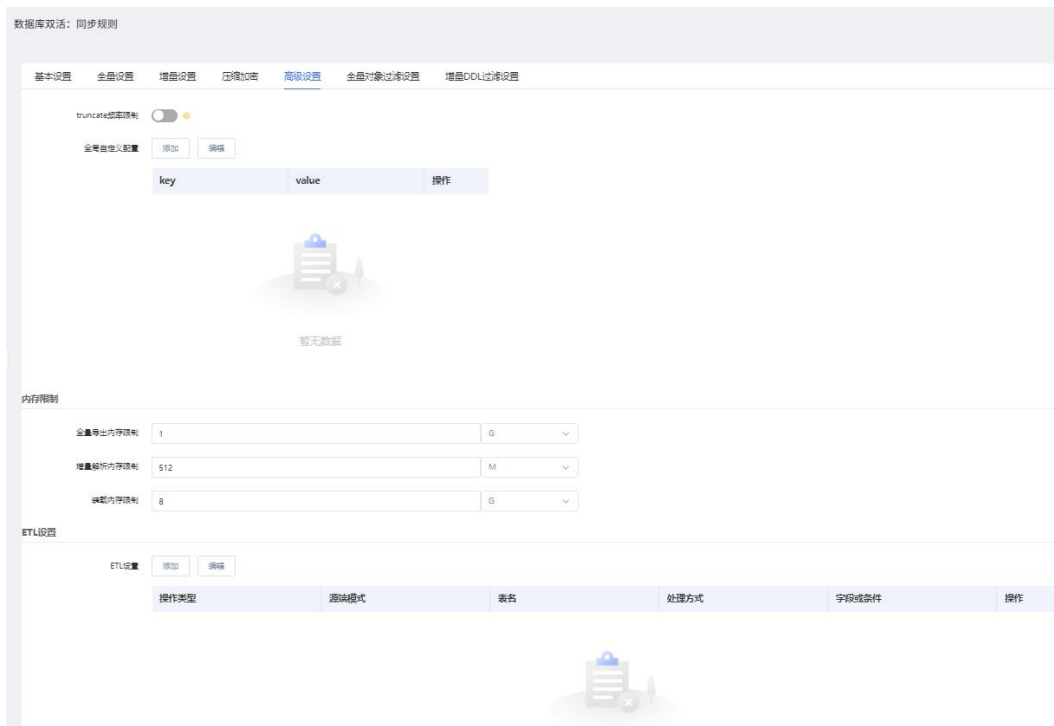 数据库双活：同步规则
基本设置 全量设置 增量设置 压缩加密 高级设置 全量对象过滤设置 增量DDL过滤设置
truncate频率限制
全局自定义配置 添加 编辑
key value 操作
暂无数据
内存限制
全量导出内存限制 1 G
增量解析内存限制 512 M
装载内存限制 8 G
ETL设置
ETL设置 添加 编辑
操作类型 源端模式 表名 处理方式 字段或条件 操作